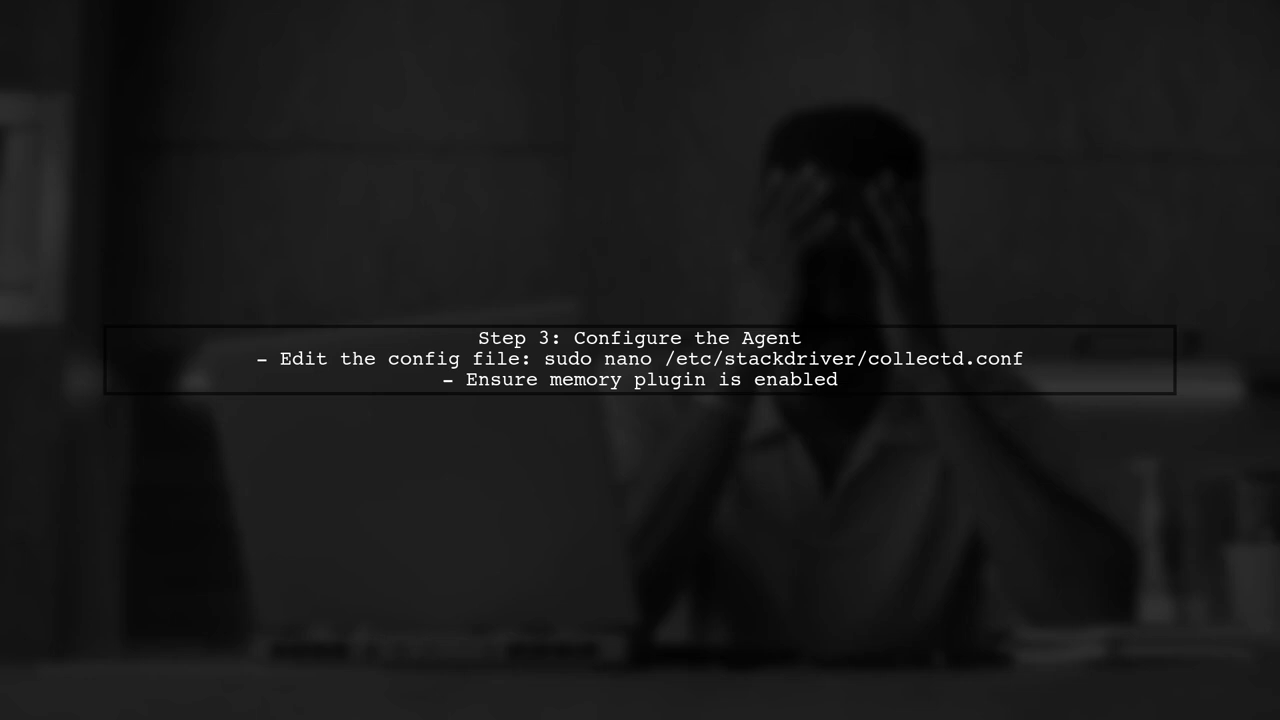 Step 3: Configure the Agent
– Edit the config file: sudo nano /etc/stackdriver/collectd.conf
– Ensure memory plugin is enabled